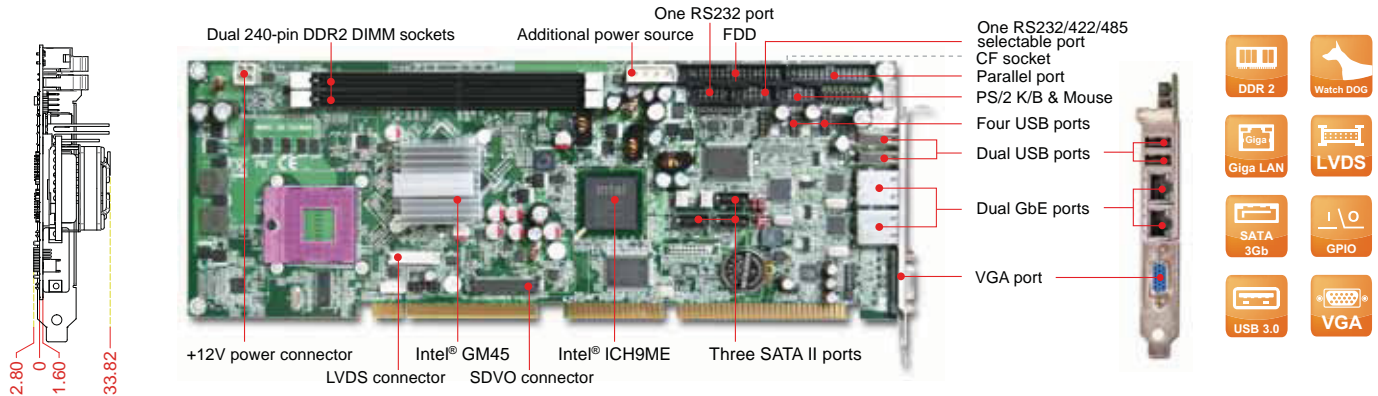 One RS232 port
Dual 240-pin DDR2 DIMM sockets
Additional power source
FDD
One RS232/422/485
selectable port
CF socket
Parallel port
PS/2 K/B & Mouse
Four USB ports
Dual USB ports
Dual GbE ports
VGA port
+12V power connector
Intel® GM45
Intel® ICH9ME
Three SATA II ports
LVDS connector
SDVO connector
2.80
0
1.60
33.82
intel
CE
DDR 2
Watch DOG
Giga
Giga LAN
LVDS
SATA
3Gb
GPIO
USB 3.0
VGA